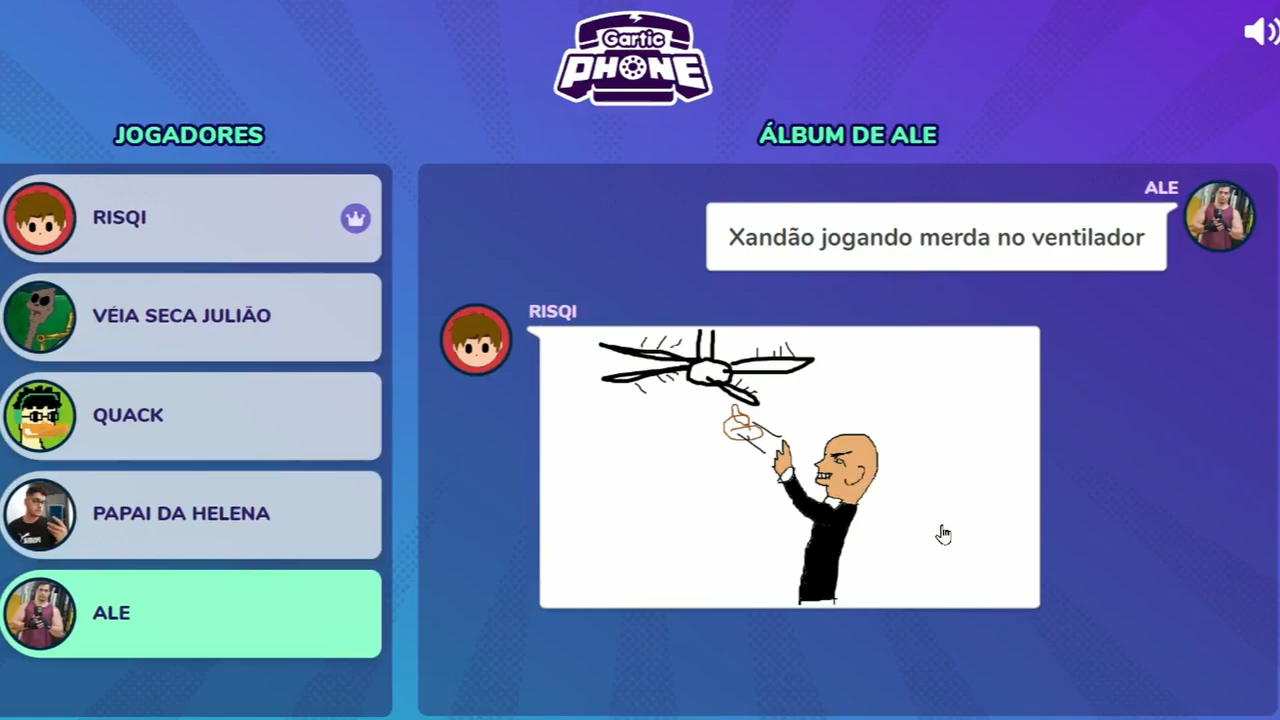 Gartic
PHONE
JOGADORES
RISQI
VÉIA SECA JULIÃO
QUACK
PAPAI DA HELENA
ALE
ÁLBUM DE ALE
ALE
Xandão jogando merda no ventilador
RISQI